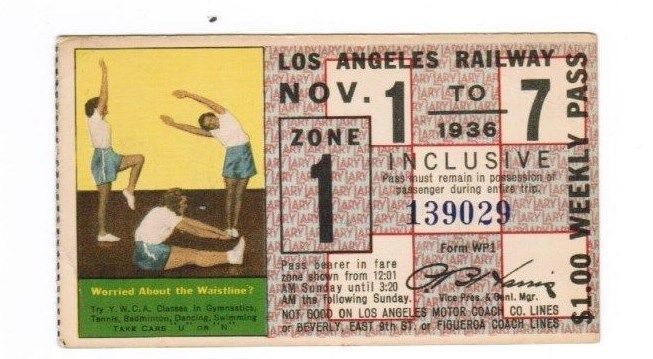 LOS ANGELES RAILWAY
NOV. 1 TO 7
1936
ZONE
1
INCLUSIVE
Pass must remain in possession of
passenger during entire trip.
139029
Form WP1
Pass bearer in fare
zone shown from 12:01
AM Sunday until 3:20
AM the following Sunday.
Vice Pres. & Genl. Mgr.
NOT GOOD ON LOS ANGELES MOTOR COACH CO. LINES
or BEVERLY, EAST 9th ST. or FIGUEROA COACH LINES
$1.00 WEEKLY PASS
Worried About the Waistline?
Try Y.W.C.A. Classes in Gymnastics,
Tennis, Badminton, Dancing, Swimming
TAKE CARS "U" OR "N"